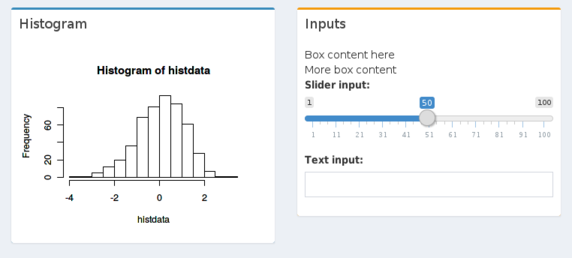 Histogram
Histogram of histdata
Frequency
60
20
0
-4 -2 0 2
histdata
Inputs
Box content here
More box content
Slider input:
1 50 100
1 11 21 31 41 51 61 71 81 91 100
Text input: